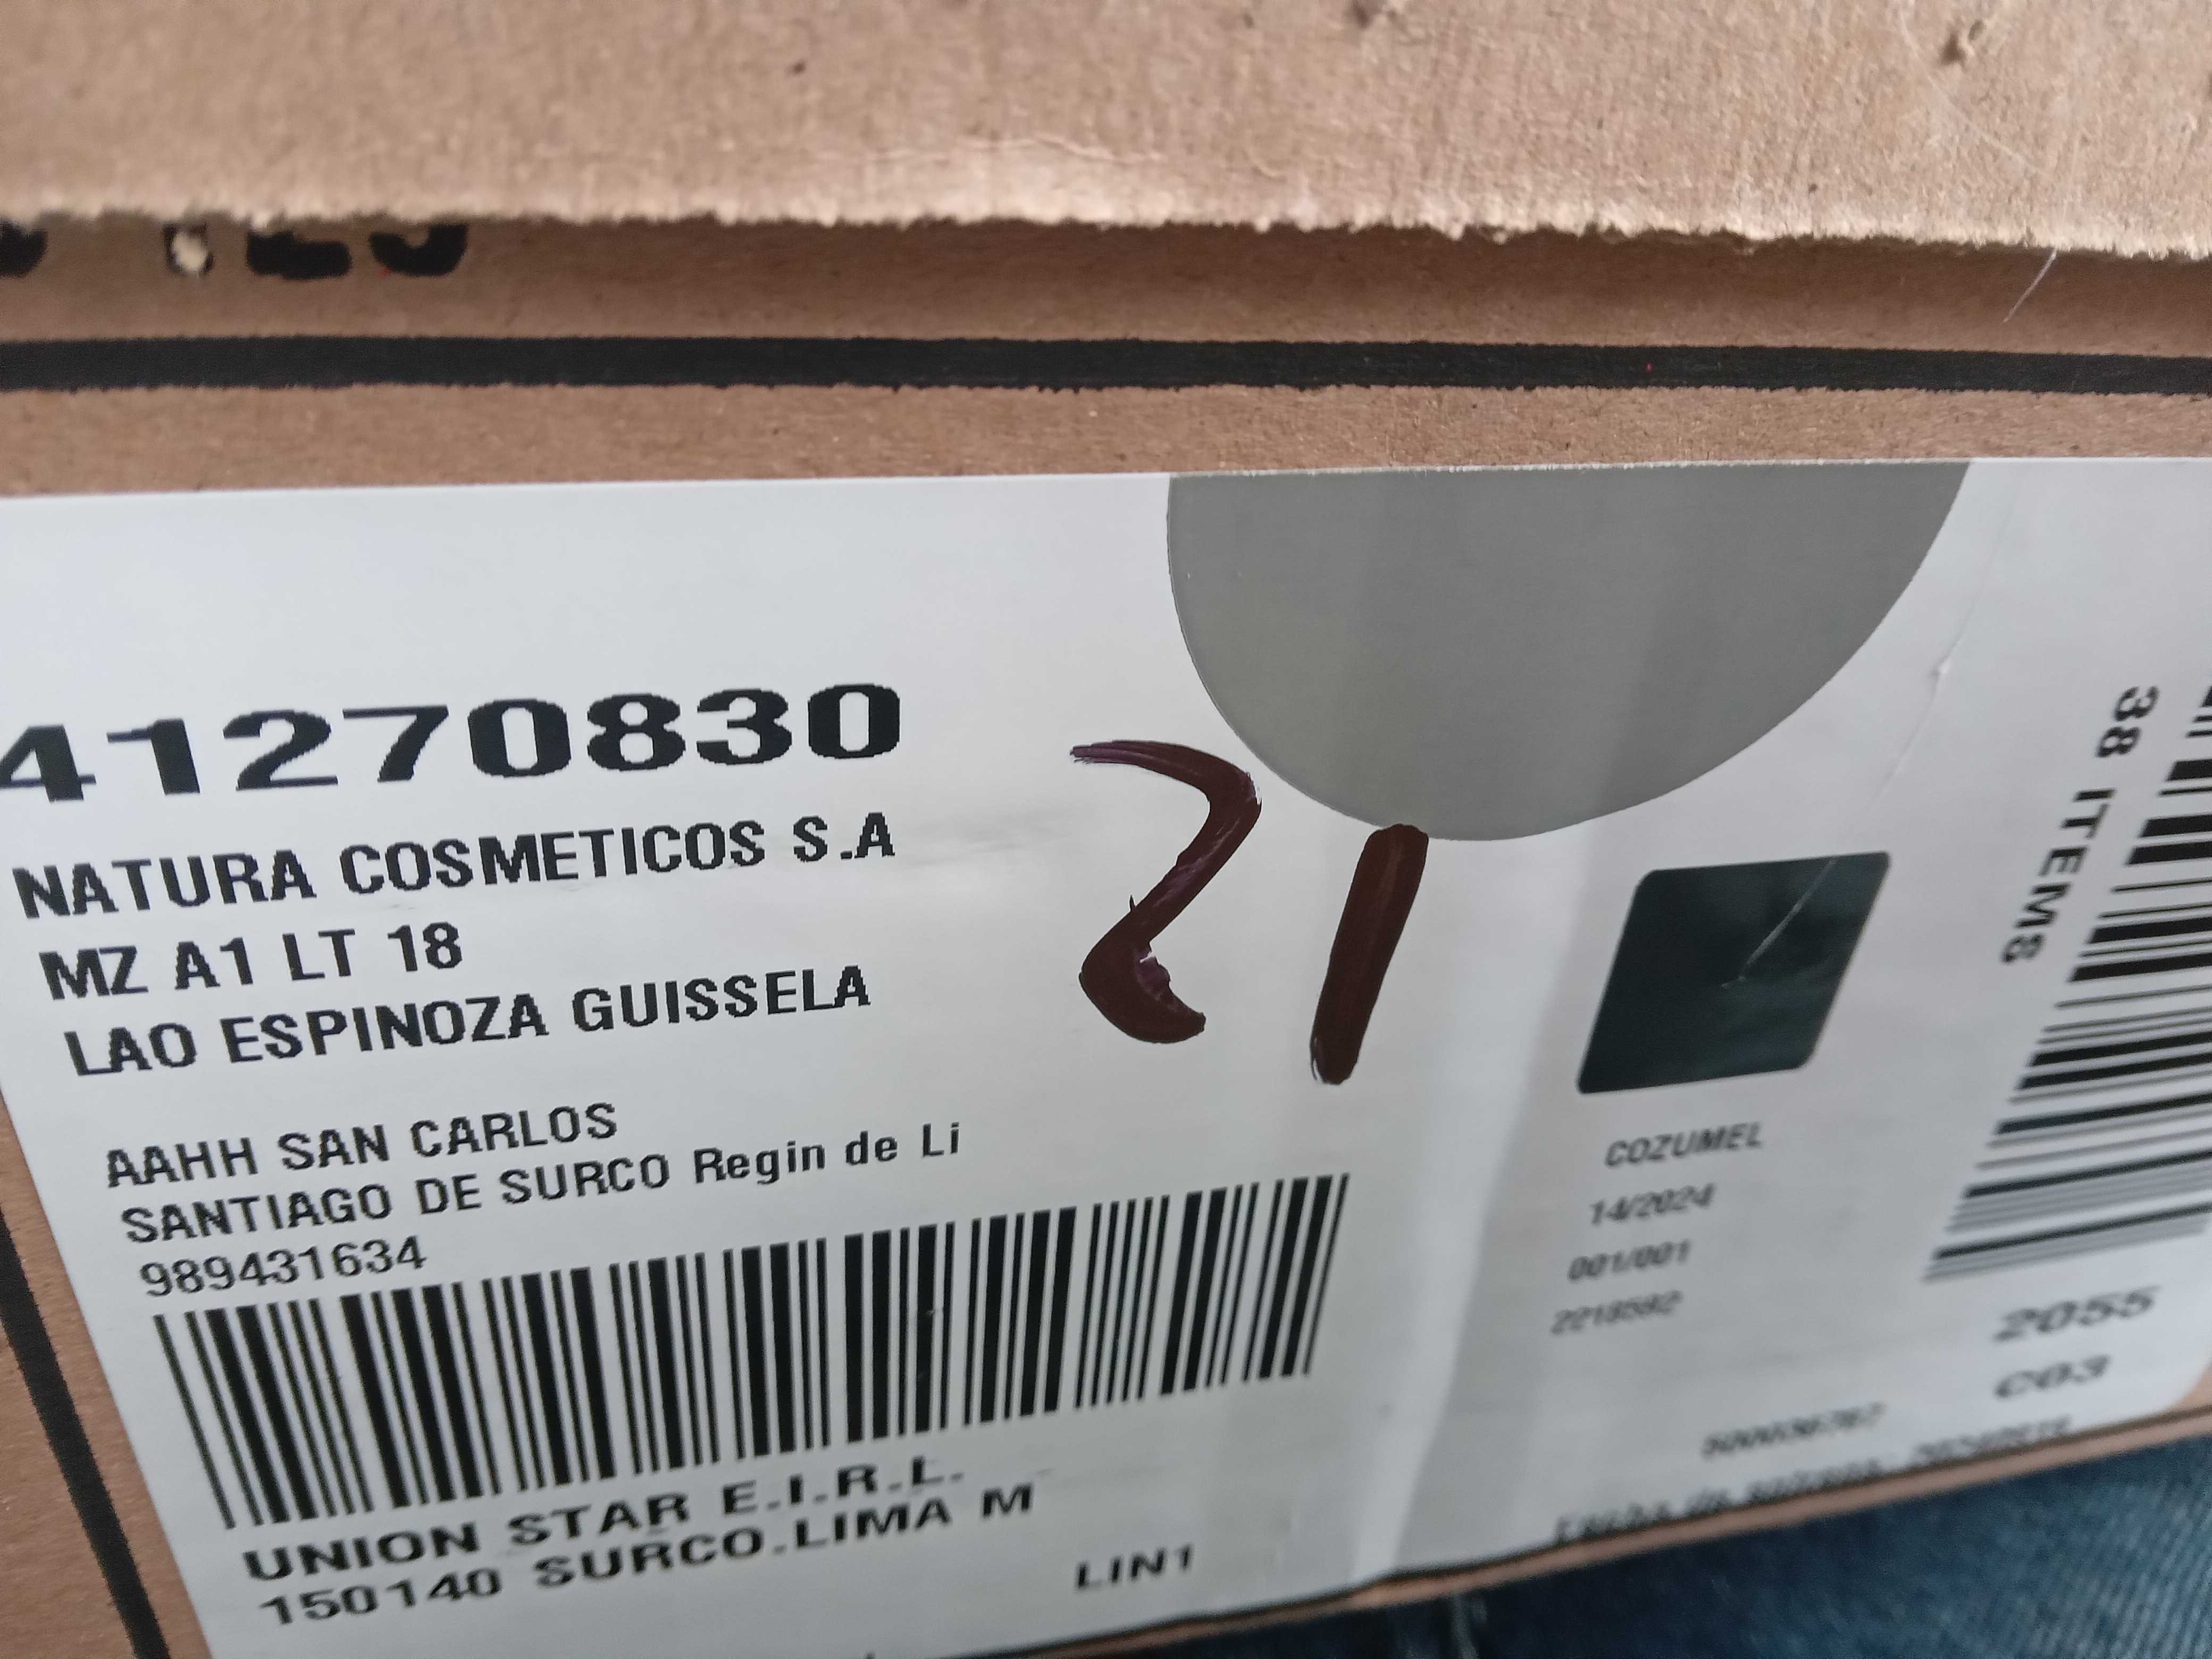 41270830
NATURA COSMETICOS S.A
MZ A1 LT 18
LAO ESPINOZA GUISSELA
AAHH SAN CARLOS
SANTIAGO DE SURCO Regin de Li
989431634
UNION STAR E.I.R.L.
150140 SURCO.LIMA M
LIN1
21
COZUMEL
14/2024
001/001
2218592
38 ITEMS
2055
C03